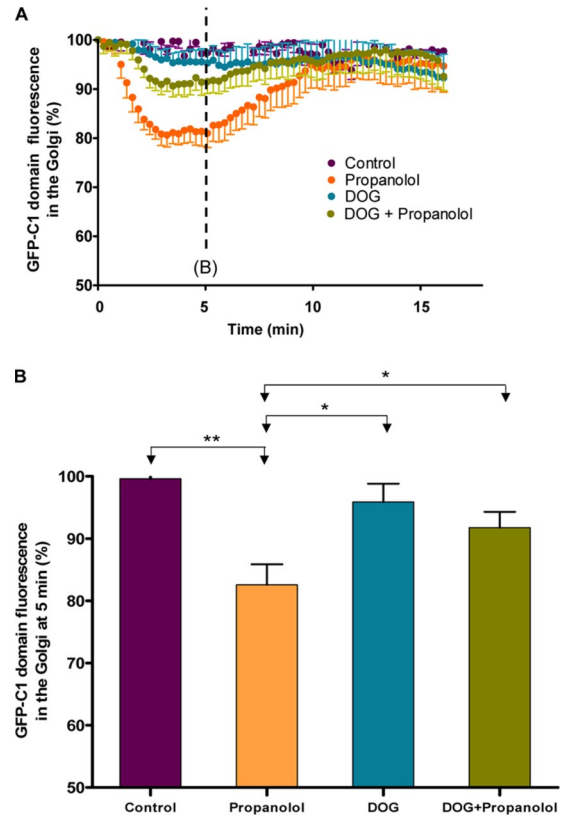 A
GFP-C1 domain fluorescence
in the Golgi (%)
100
90
80
70
60
50
Control
Propanolol
DOG
DOG + Propanolol
(B)
0
5
10
15
Time (min)
B
*
*
**
GFP-C1 domain fluorescence
in the Golgi at 5 min (%)
100
90
80
70
60
50
Control
Propanolol
DOG
DOG+Propanolol